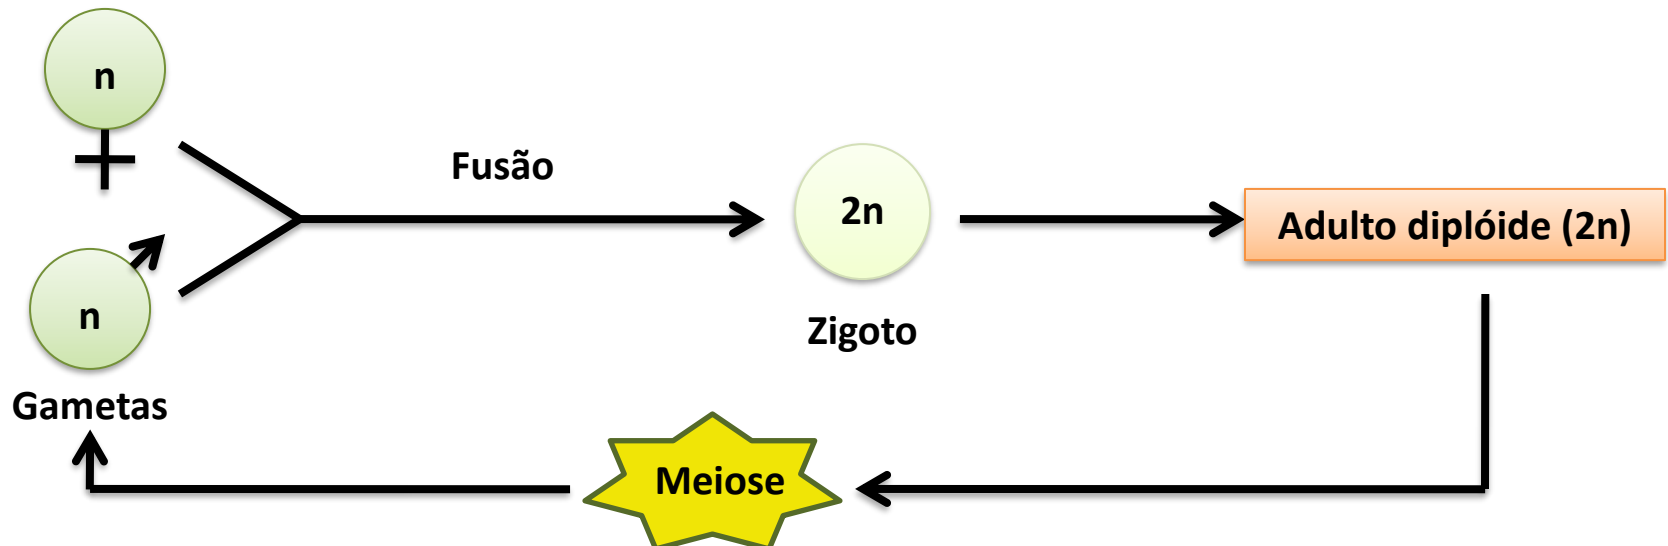 n
Fusão
2n
Adulto diplóide (2n)
n
Zigoto
Gametas
Meiose